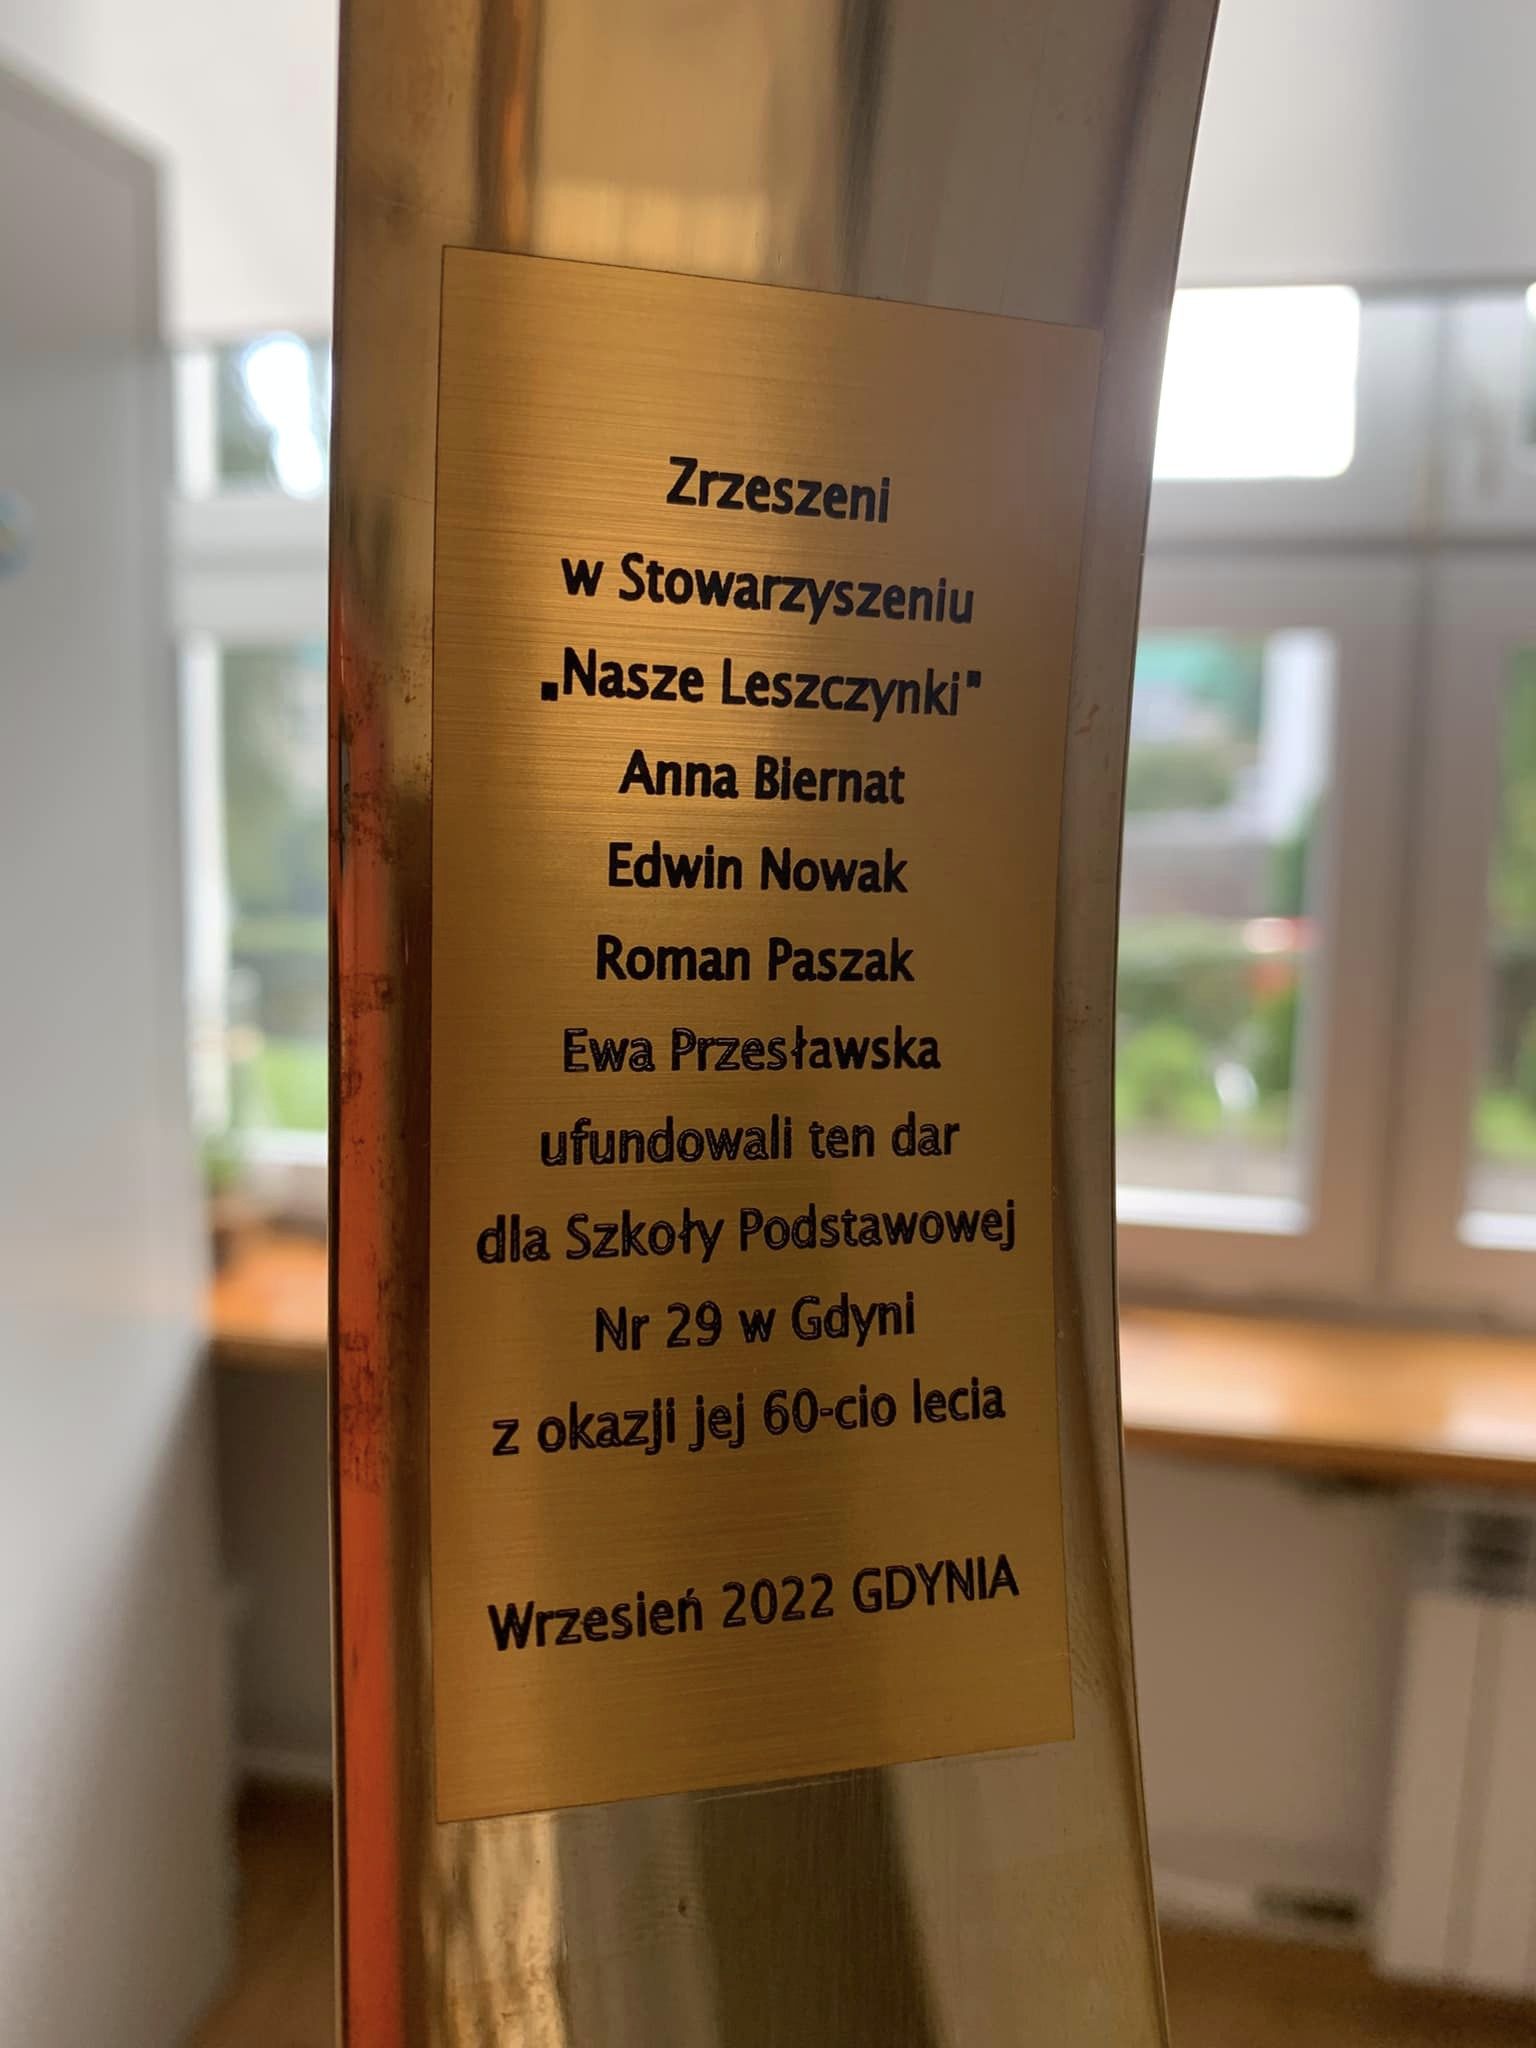 Zrzeszeni
w Stowarzyszeniu
„Nasze Leszczynki"
Anna Biernat
Edwin Nowak
Roman Paszak
Ewa Przesławska
ufundowali ten dar
dla Szkoły Podstawowej
Nr 29 w Gdyni
z okazji jej 60-cio lecia
Wrzesień 2022 GDYNIA